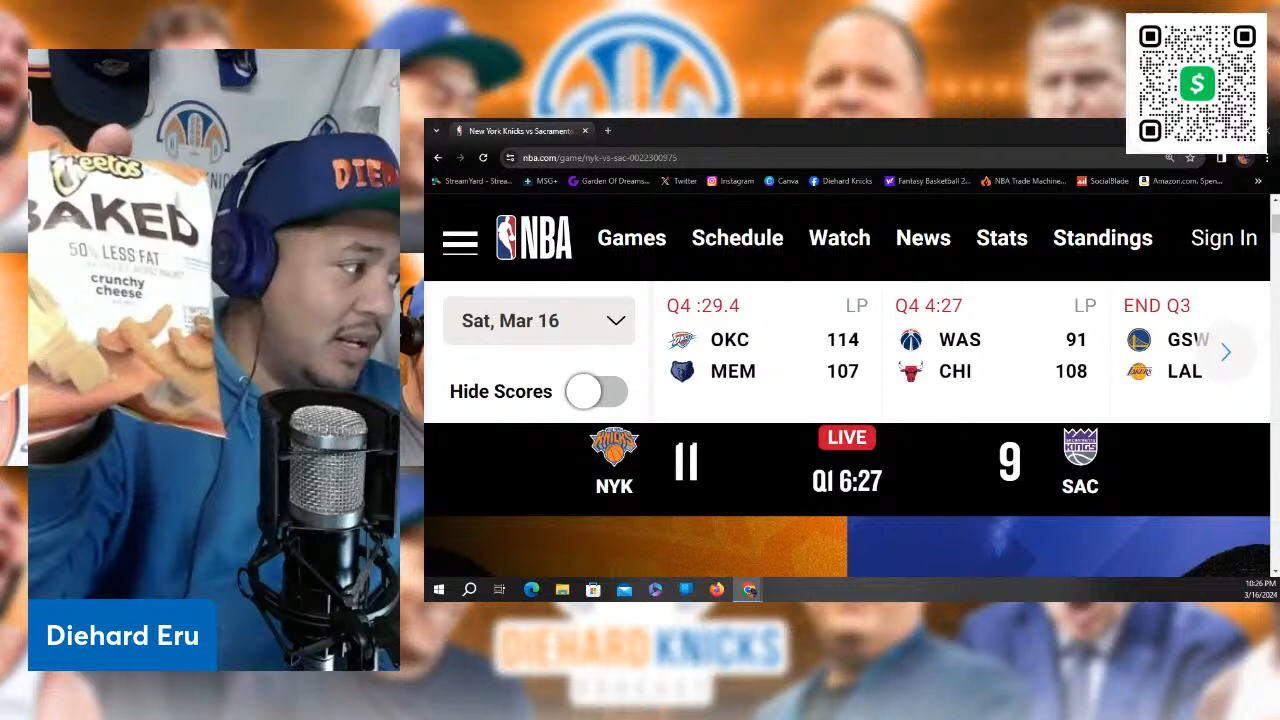 Cheetos
BAKED
50% LESS FAT
crunchy
cheese
DIEH
Diehard Eru
New York Knicks vs Sacramento
nba.com/game/nyk-vs-sac-0022300975
StreamYard - Strea...
MSG+
Garden Of Dreams...
Twitter
Instagram
Canva
Diehard Knicks
Fantasy Basketball 2...
NBA Trade Machine...
SocialBlade
Amazon.com. Spen...
NBA
Games
Schedule
Watch
News
Stats
Standings
Sign In
Sat, Mar 16
Hide Scores
Q4 :29.4 LP
OKC 114
MEM 107
Q4 4:27 LP
WAS 91
CHI 108
END Q3
GSW
LAL
KNICKS
NYK
11
LIVE
Q1 6:27
9
KINGS
SAC
10:26 PM
3/16/2024
DIEHARD KNICKS
PODCAST
$